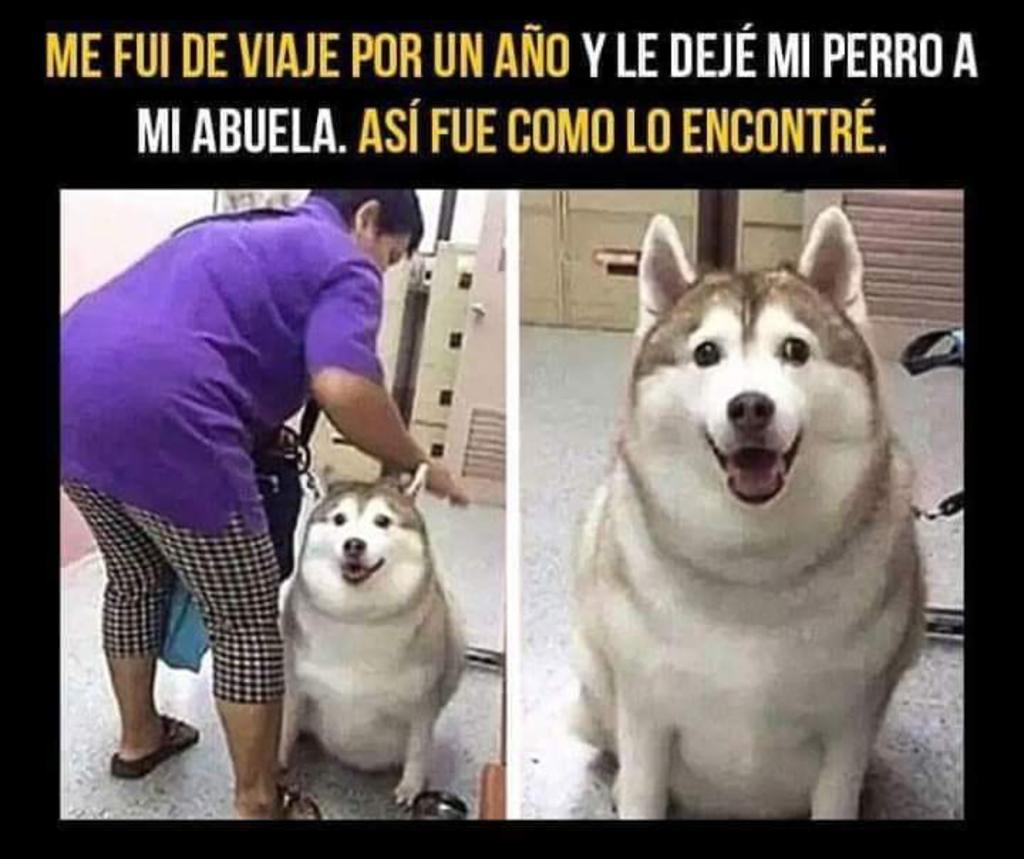 ME FUI DE VIAJE POR UN AÑO Y LE DEJÉ MI PERRO A
MI ABUELA. ASÍ FUE COMO LO ENCONTRÉ.